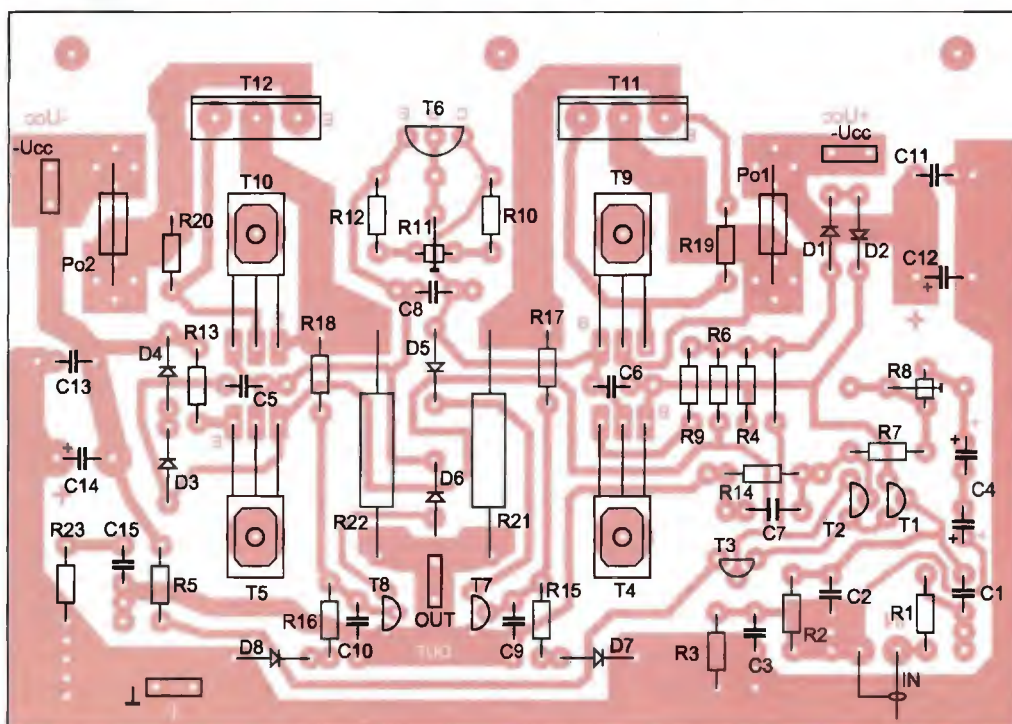 T12
T11
T6
-Ucc
-Ucc
+Ucc
-Ucc
C11
T10
T9
Po1
R20
R12
R11
R10
R19
D1
D2
Po2
C12
C8
R13
R18
R17
D4
D5
R6
C13
C5
C6
R8
R9
R4
R7
C14
D3
D6
R14
C4
R22
R21
C7
T2
T1
R23
C15
T3
R5
T5
T8
T7
R15
T4
C2
R1
C1
OUT
R16
R2
C10
OUT
C9
D8
D7
R3
C3
IN